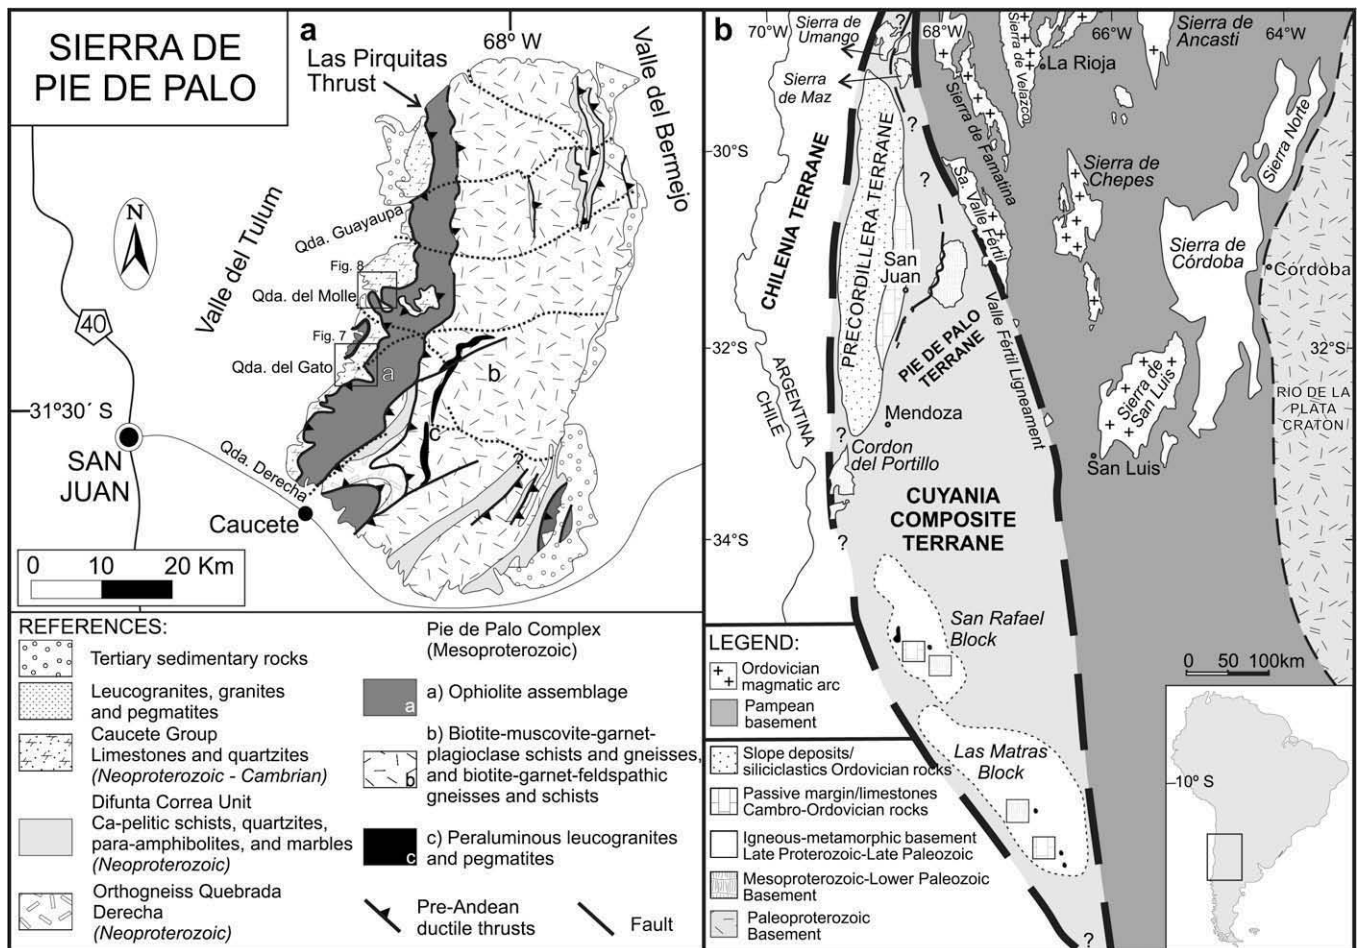 SIERRA DE
PIE DE PALO
a
68° W
Las Pirquitas
Thrust
Valle del Bermejo
N
Valle del Tulum
Qda. Guayaupa
Fig. 8
Qda. del Molle
Fig. 7
Qda. del Gato
a
b
c
?
40
31°30´ S
SAN
JUAN
Qda. Derecha
Caucete
0 10 20 Km
REFERENCES:
Tertiary sedimentary rocks
Leucogranites, granites
and pegmatites
Caucete Group
Limestones and quartzites
(Neoproterozoic - Cambrian)
Difunta Correa Unit
Ca-pelitic schists, quartzites,
para-amphibolites, and marbles
(Neoproterozoic)
Orthogneiss Quebrada
Derecha
(Neoproterozoic)
Pie de Palo Complex
(Mesoproterozoic)
a
a) Ophiolite assemblage
b
b) Biotite-muscovite-garnet-
plagioclase schists and gneisses,
and biotite-garnet-feldspathic
gneisses and schists
c
c) Peraluminous leucogranites
and pegmatites
Pre-Andean
ductile thrusts
Fault
b
70°W
68°W
66°W
64°W
Sierra de
Umango
Sierra
de Maz
Sierra de Velazco
La Rioja
Sierra de
Ancasti
Sierra de Famatina
Sierra Norte
30°S
?
?
CHILENIA TERRANE
PRECORDILLERA TERRANE
Sa. Valle Fértil
Sierra de
Chepes
Sierra de
Córdoba
Córdoba
San
Juan
PIE DE PALO
TERRANE
Valle Fértil Ligneament
32°S
32°S
ARGENTINA
CHILE
Mendoza
Sierra de
San Luis
San Luis
RIO DE LA
PLATA
CRATON
?
Cordon
del Portillo
?
CUYANIA
COMPOSITE
TERRANE
34°S
San Rafael
Block
Las Matras
Block
?
0 50 100km
10° S
LEGEND:
Ordovician
magmatic arc
Pampean
basement
Slope deposits/
siliciclastics Ordovician rocks
Passive margin/limestones
Cambro-Ordovician rocks
Igneous-metamorphic basement
Late Proterozoic-Late Paleozoic
Mesoproterozoic-Lower Paleozoic
Basement
Paleoproterozoic
Basement